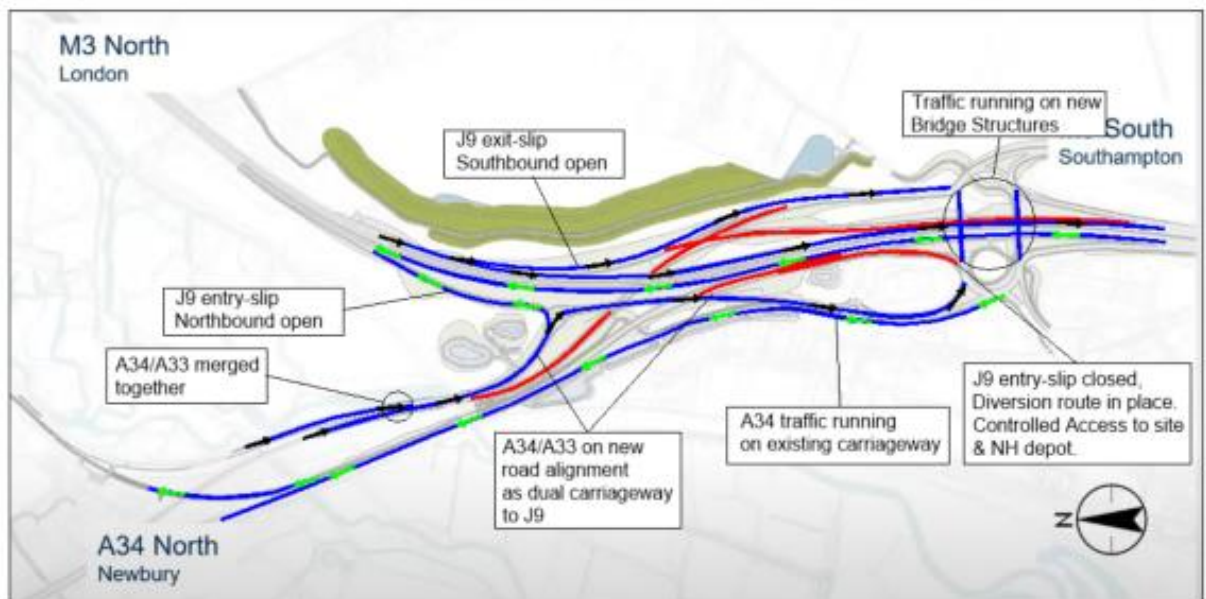 M3 North
London
Traffic running on new
Bridge Structures
South
Southampton
J9 exit-slip
Southbound open
J9 entry-slip
Northbound open
A34/A33 merged
together
A34/A33 on new
road alignment
as dual carriageway
to J9
A34 traffic running
on existing carriageway
J9 entry-slip closed,
Diversion route in place.
Controlled Access to site
& NH depot.
N
A34 North
Newbury